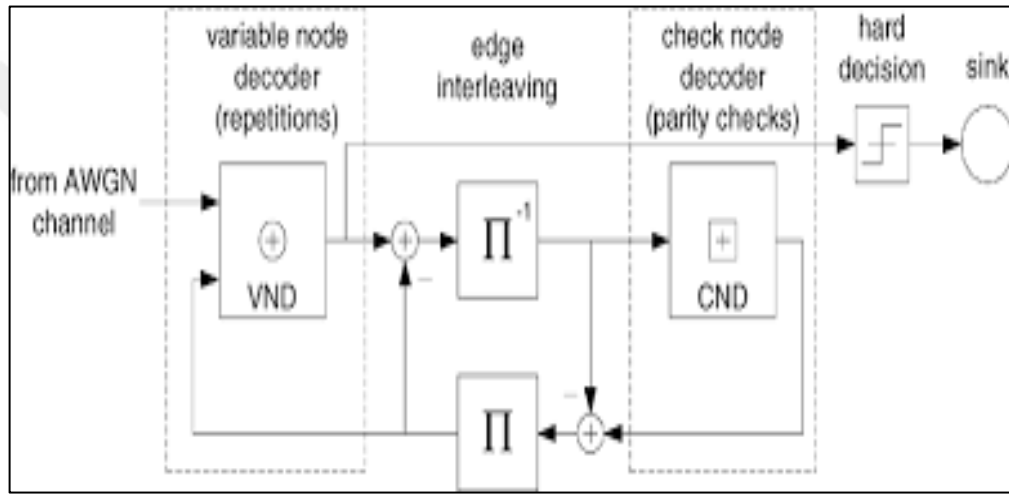 variable node
decoder
(repetitions)
edge
interleaving
check node
decoder
(parity checks)
hard
decision
sink
from AWGN
channel
+
VND
+
−
∏
-1
+
CND
∏
−
+